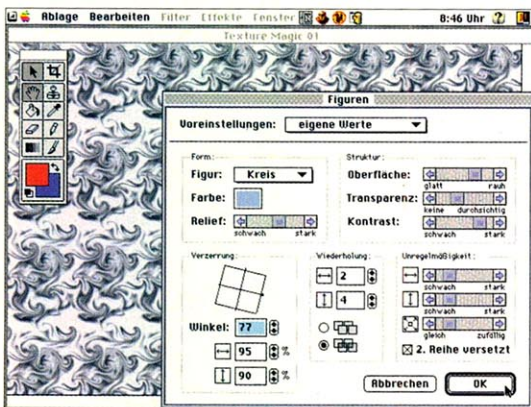 Ablage Bearbeiten Filter Effekte Fenster 8:46 Uhr
Texture Magic 01
Figuren
Voreinstellungen: eigene Werte
Form:
Figur: Kreis
Farbe:
Relief:
schwach stark
Struktur:
Oberfläche:
glatt rauh
Transparenz:
keine durchsichtig
Kontrast:
schwach stark
Verzerrung:
Winkel: 77
95 %
90 %
Wiederholung:
2
4
Unregelmäßigkeit:
schwach stark
schwach stark
gleich zufällig
2. Reihe versetzt
Abbrechen OK